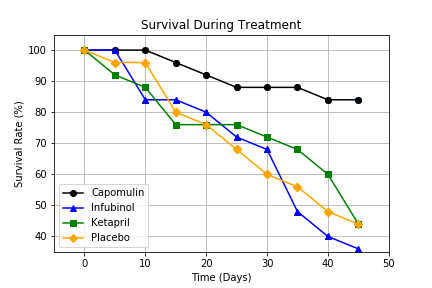 Survival During Treatment
Survival Rate (%)
100
90
80
70
60
50
40
Capomulin
Infubinol
Ketapril
Placebo
0 10 20 30 40 50
Time (Days)